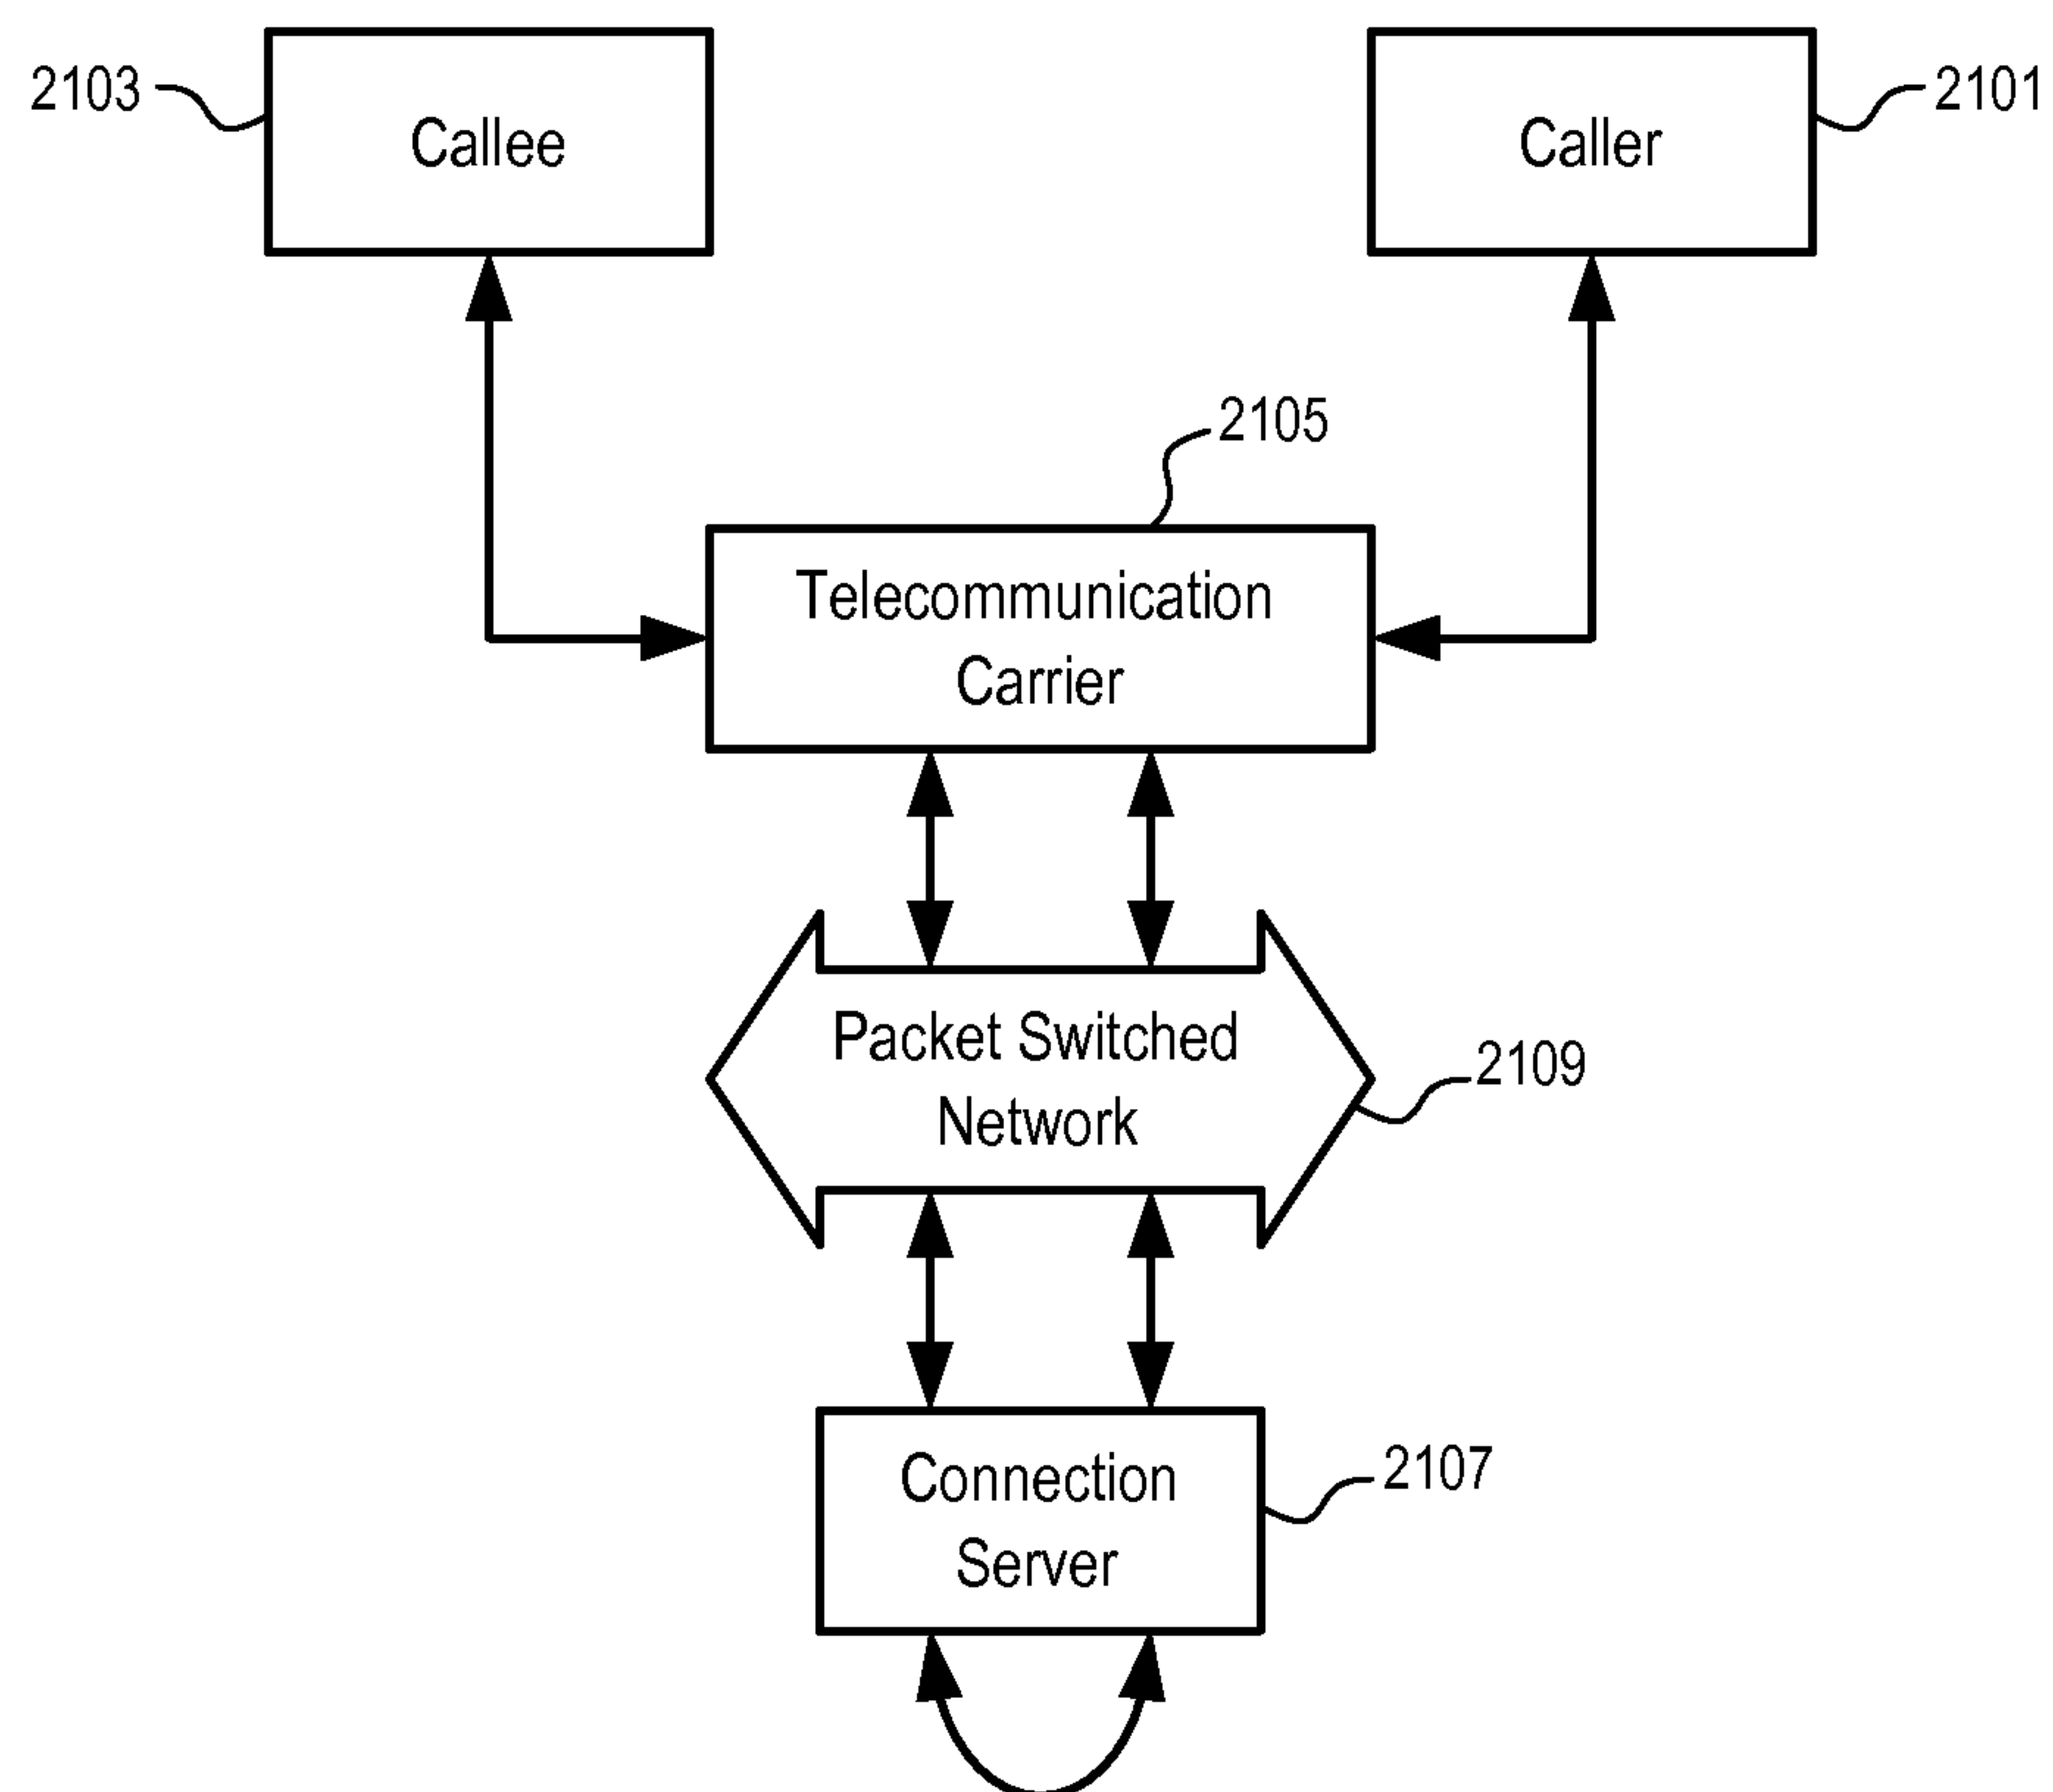 2103
Callee
Caller
2101
2105
Telecommunication
Carrier
Packet Switched
Network
2109
Connection
Server
2107